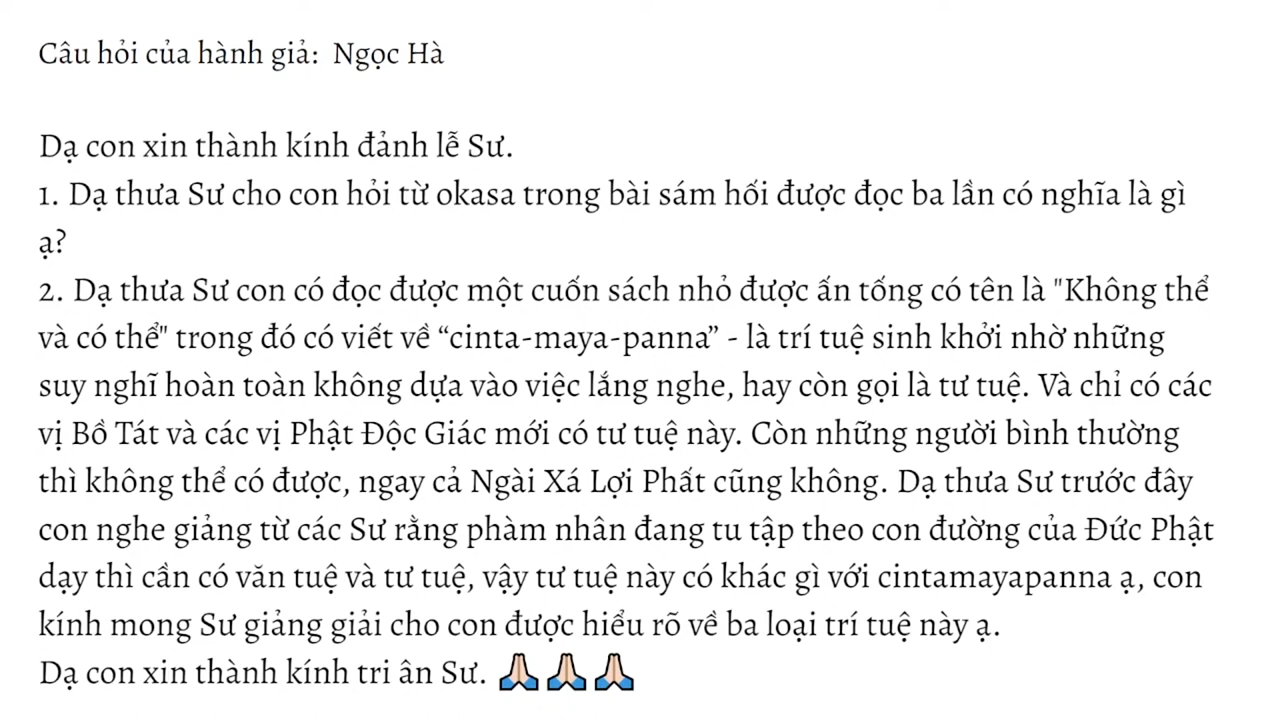 Câu hỏi của hành giả:  Ngọc Hà
Dạ con xin thành kính đảnh lễ Sư.
1. Dạ thưa Sư cho con hỏi từ okasa trong bài sám hối được đọc ba lần có nghĩa là gì
ạ?
2. Dạ thưa Sư con có đọc được một cuốn sách nhỏ được ấn tống có tên là "Không thể
và có thể" trong đó có viết về “cinta-maya-panna” - là trí tuệ sinh khởi nhờ những
suy nghĩ hoàn toàn không dựa vào việc lắng nghe, hay còn gọi là tư tuệ. Và chỉ có các
vị Bồ Tát và các vị Phật Độc Giác mới có tư tuệ này. Còn những người bình thường
thì không thể có được, ngay cả Ngài Xá Lợi Phất cũng không. Dạ thưa Sư trước đây
con nghe giảng từ các Sư rằng phàm nhân đang tu tập theo con đường của Đức Phật
dạy thì cần có văn tuệ và tư tuệ, vậy tư tuệ này có khác gì với cintamayapanna ạ, con
kính mong Sư giảng giải cho con được hiểu rõ về ba loại trí tuệ này ạ.
Dạ con xin thành kính tri ân Sư. 🙏🏻🙏🏻🙏🏻